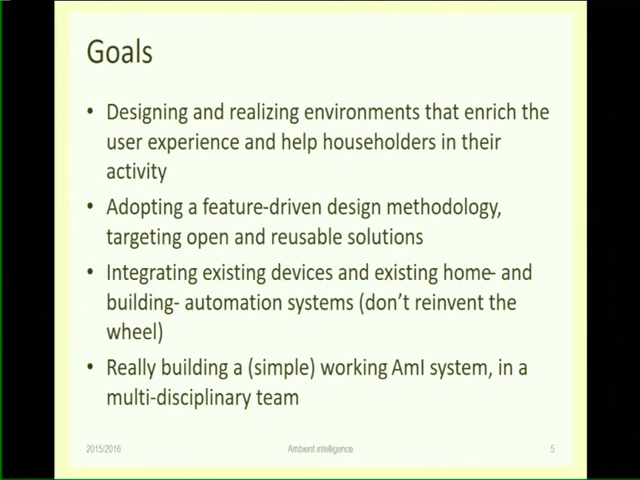 Goals
• Designing and realizing environments that enrich the
user experience and help householders in their
activity
• Adopting a feature-driven design methodology,
targeting open and reusable solutions
• Integrating existing devices and existing home- and
building- automation systems (don't reinvent the
wheel)
• Really building a (simple) working AmI system, in a
multi-disciplinary team
2015/2016 Ambient intelligence 5